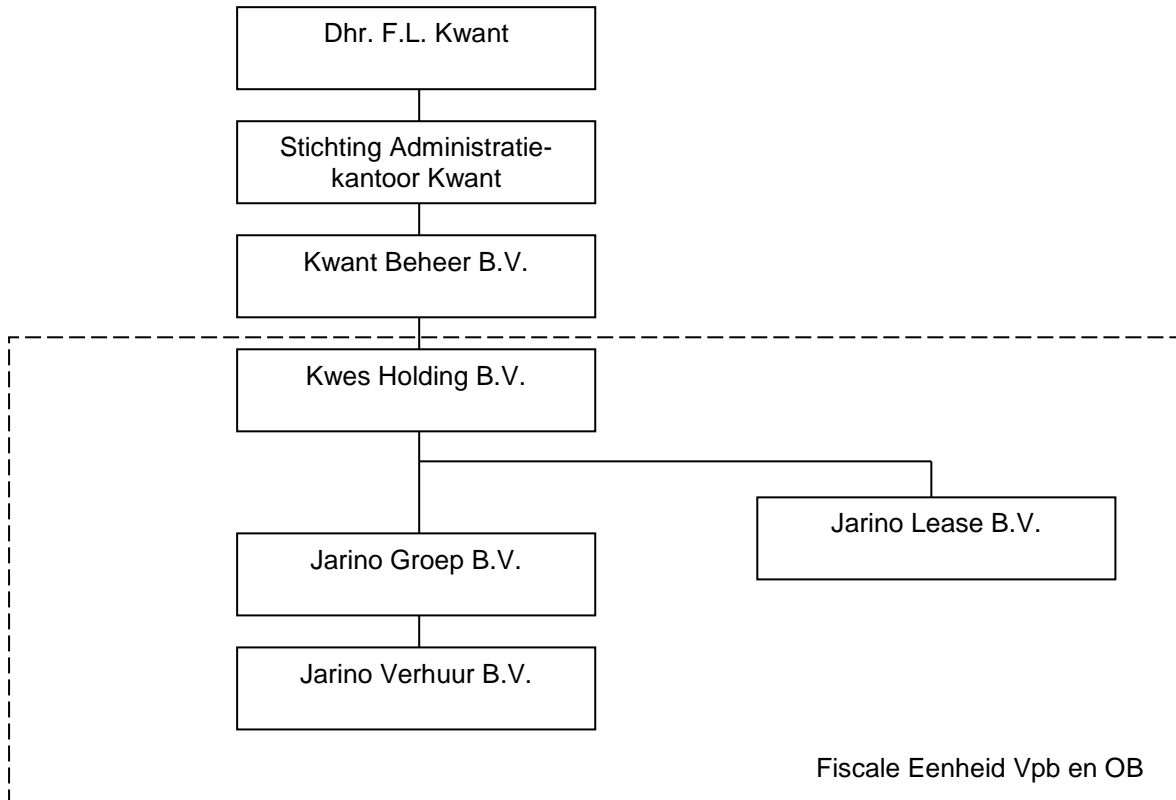 Dhr. F.L. Kwant
Stichting Administratie-
kantoor Kwant
Kwant Beheer B.V.
Kwes Holding B.V.
Jarino Lease B.V.
Jarino Groep B.V.
Jarino Verhuur B.V.
Fiscale Eenheid Vpb en OB